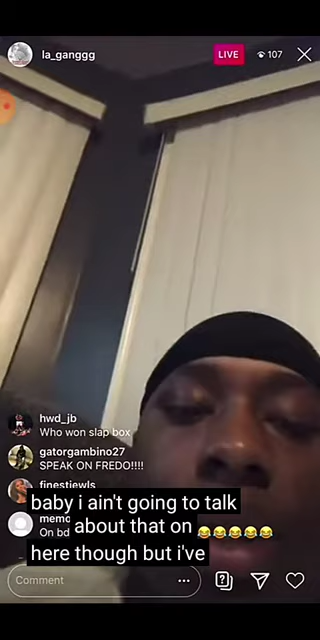 la_ganggg
LIVE
107
hwd_jb
Who won slap box
gatorgambino27
SPEAK ON FREDO!!!!
finestiewls
baby i ain't going to talk
memo
about that on 😂😂😂😂😂
On bd
here though but i've
Comment